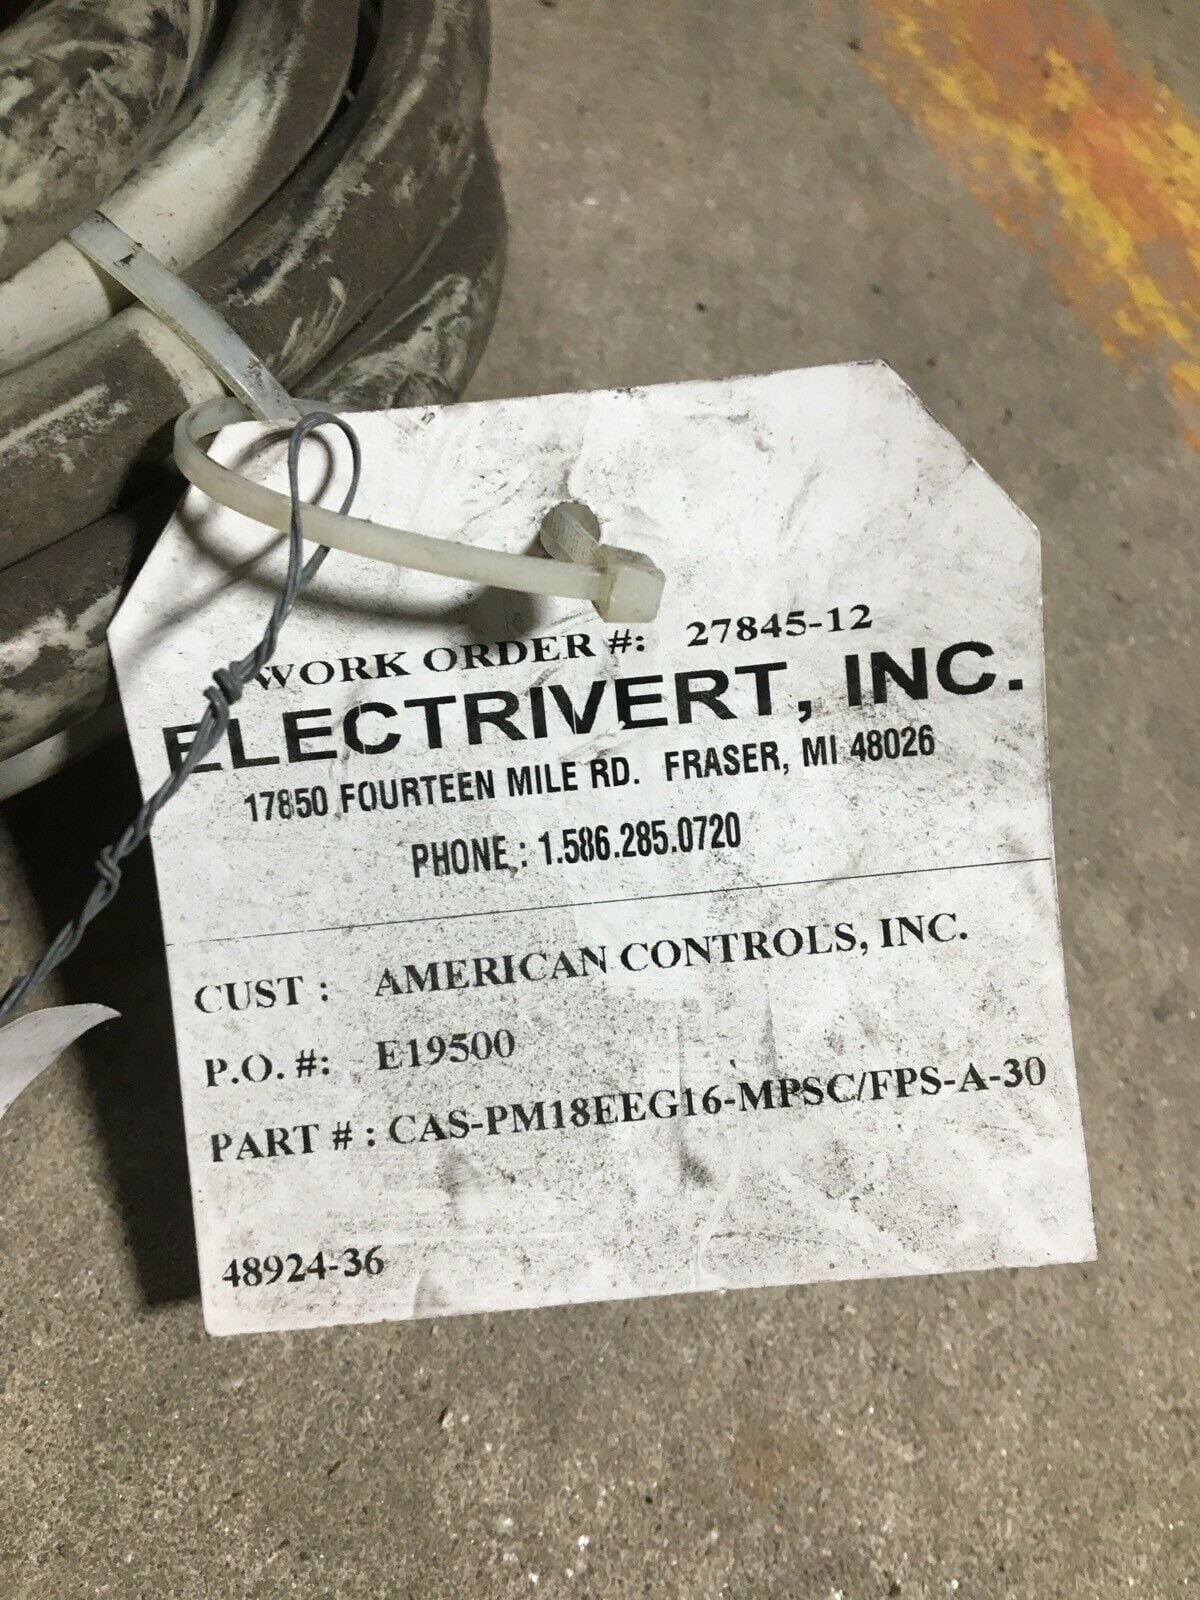 WORK ORDER #: 27845-12
ELECTRIVERT, INC.
17850 FOURTEEN MILE RD. FRASER, MI 48026
PHONE : 1.586.285.0720
CUST : AMERICAN CONTROLS, INC.
P.O. #: E19500
PART # : CAS-PM18EEG16-MPSC/FPS-A-30
48924-36